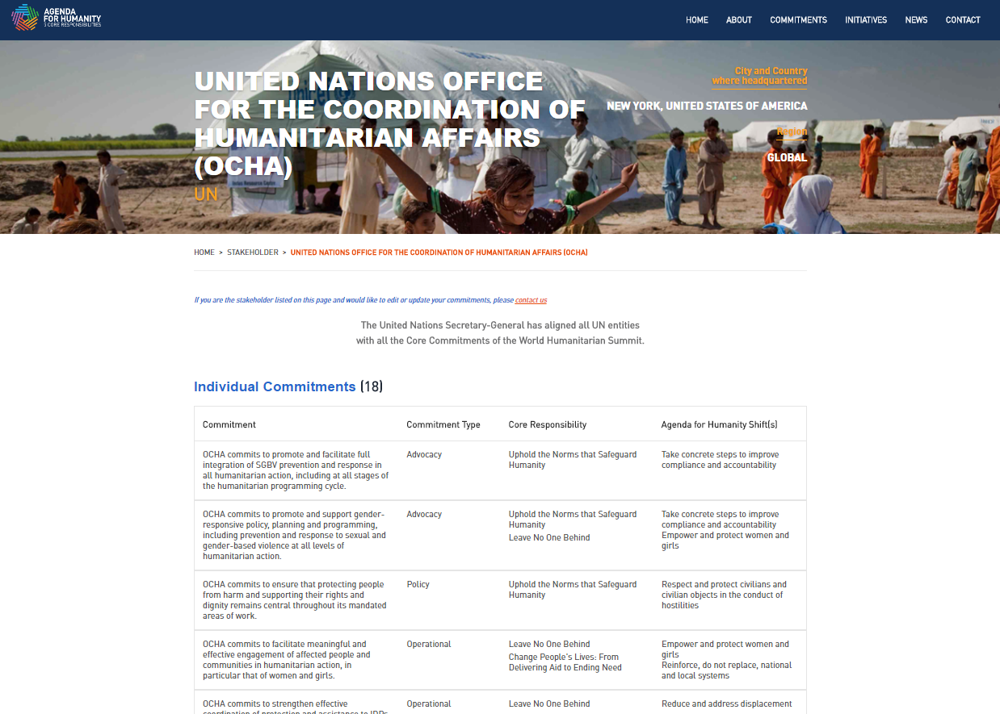 AGENDA
FOR HUMANITY
5 CORE RESPONSIBILITIES
HOME
ABOUT
COMMITMENTS
INITIATIVES
NEWS
CONTACT
UNITED NATIONS OFFICE
FOR THE COORDINATION OF
HUMANITARIAN AFFAIRS
(OCHA)
UN
City and Country
where headquartered
NEW YORK, UNITED STATES OF AMERICA
Region
GLOBAL
unicef
HOME > STAKEHOLDER > UNITED NATIONS OFFICE FOR THE COORDINATION OF HUMANITARIAN AFFAIRS (OCHA)
If you are the stakeholder listed on this page and would like to edit or update your commitments, please contact us
The United Nations Secretary-General has aligned all UN entities
with all the Core Commitments of the World Humanitarian Summit.
Individual Commitments (18)
Commitment
Commitment Type
Core Responsibility
Agenda for Humanity Shift(s)
OCHA commits to promote and facilitate full
integration of SGBV prevention and response in
all humanitarian action, including at all stages of
the humanitarian programming cycle.
Advocacy
Uphold the Norms that Safeguard
Humanity
Take concrete steps to improve
compliance and accountability
OCHA commits to promote and support gender-
responsive policy, planning and programming,
including prevention and response to sexual and
gender-based violence at all levels of
humanitarian action.
Advocacy
Uphold the Norms that Safeguard
Humanity
Leave No One Behind
Take concrete steps to improve
compliance and accountability
Empower and protect women and
girls
OCHA commits to ensure that protecting people
from harm and supporting their rights and
dignity remains central throughout its mandated
areas of work.
Policy
Uphold the Norms that Safeguard
Humanity
Respect and protect civilians and
civilian objects in the conduct of
hostilities
OCHA commits to facilitate meaningful and
effective engagement of affected people and
communities in humanitarian action, in
particular that of women and girls.
Operational
Leave No One Behind
Change People's Lives: From
Delivering Aid to Ending Need
Empower and protect women and
girls
Reinforce, do not replace, national
and local systems
OCHA commits to strengthen effective
coordination of protection and assistance to IDPs
Operational
Leave No One Behind
Reduce and address displacement